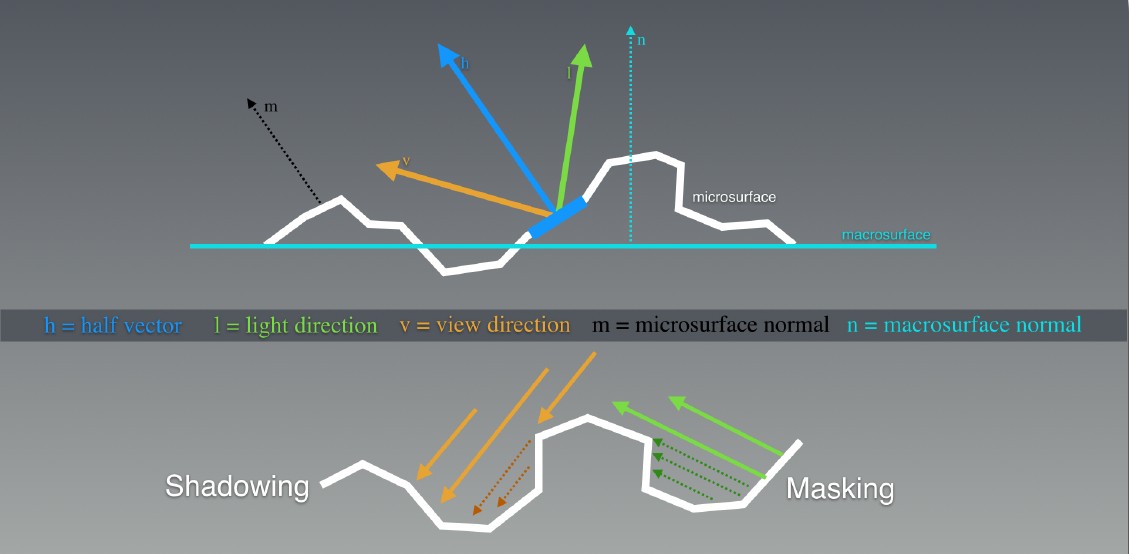 n
h
l
m
v
microsurface
macrosurface
h = half vector l = light direction v = view direction m = microsurface normal n = macrosurface normal
Shadowing
Masking